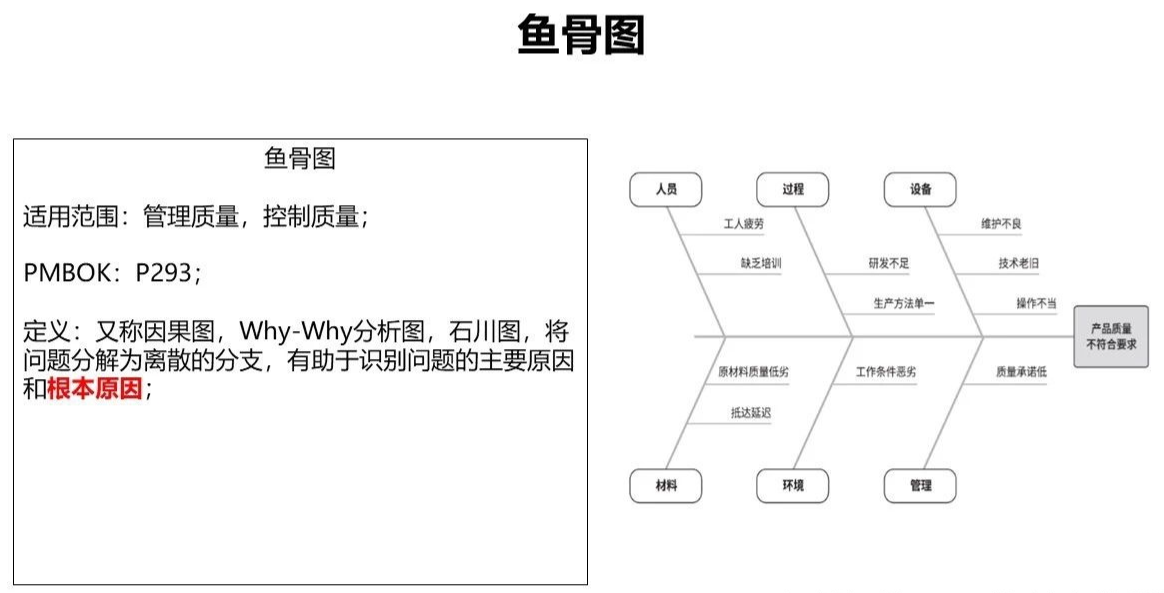 鱼骨图
鱼骨图
适用范围：管理质量，控制质量；
PMBOK：P293；
定义：又称因果图，Why-Why分析图，石川图，将
问题分解为离散的分支，有助于识别问题的主要原因
和根本原因；
人员
过程
设备
工人疲劳
维护不良
缺乏培训
研发不足
技术老旧
生产方法单一
操作不当
产品质量
不符合要求
原材料质量低劣
工作条件恶劣
质量承诺低
抵达延迟
材料
环境
管理